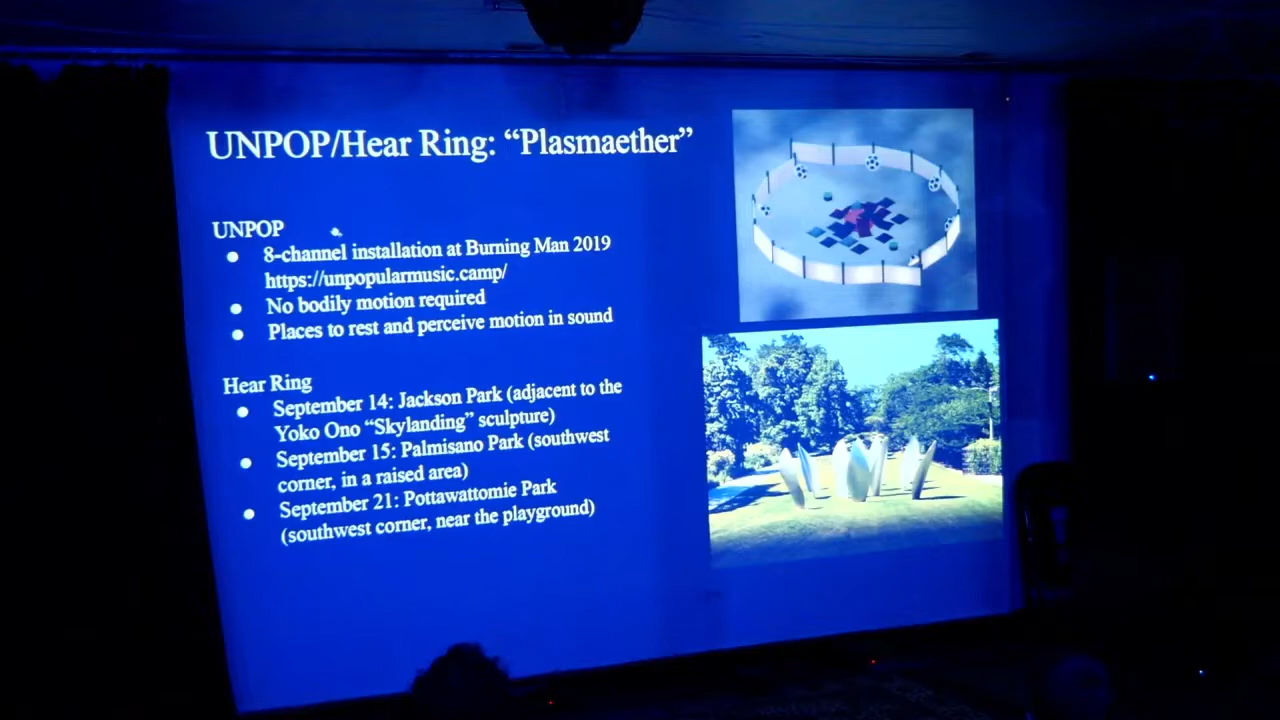 UNPOP/Hear Ring: “Plasmaether”
UNPOP
● 8-channel installation at Burning Man 2019
https://unpopularmusic.camp/
● No bodily motion required
● Places to rest and perceive motion in sound
Hear Ring
● September 14: Jackson Park (adjacent to the
Yoko Ono “Skylanding” sculpture)
● September 15: Palmisano Park (southwest
corner, in a raised area)
● September 21: Pottawattomie Park
(southwest corner, near the playground)